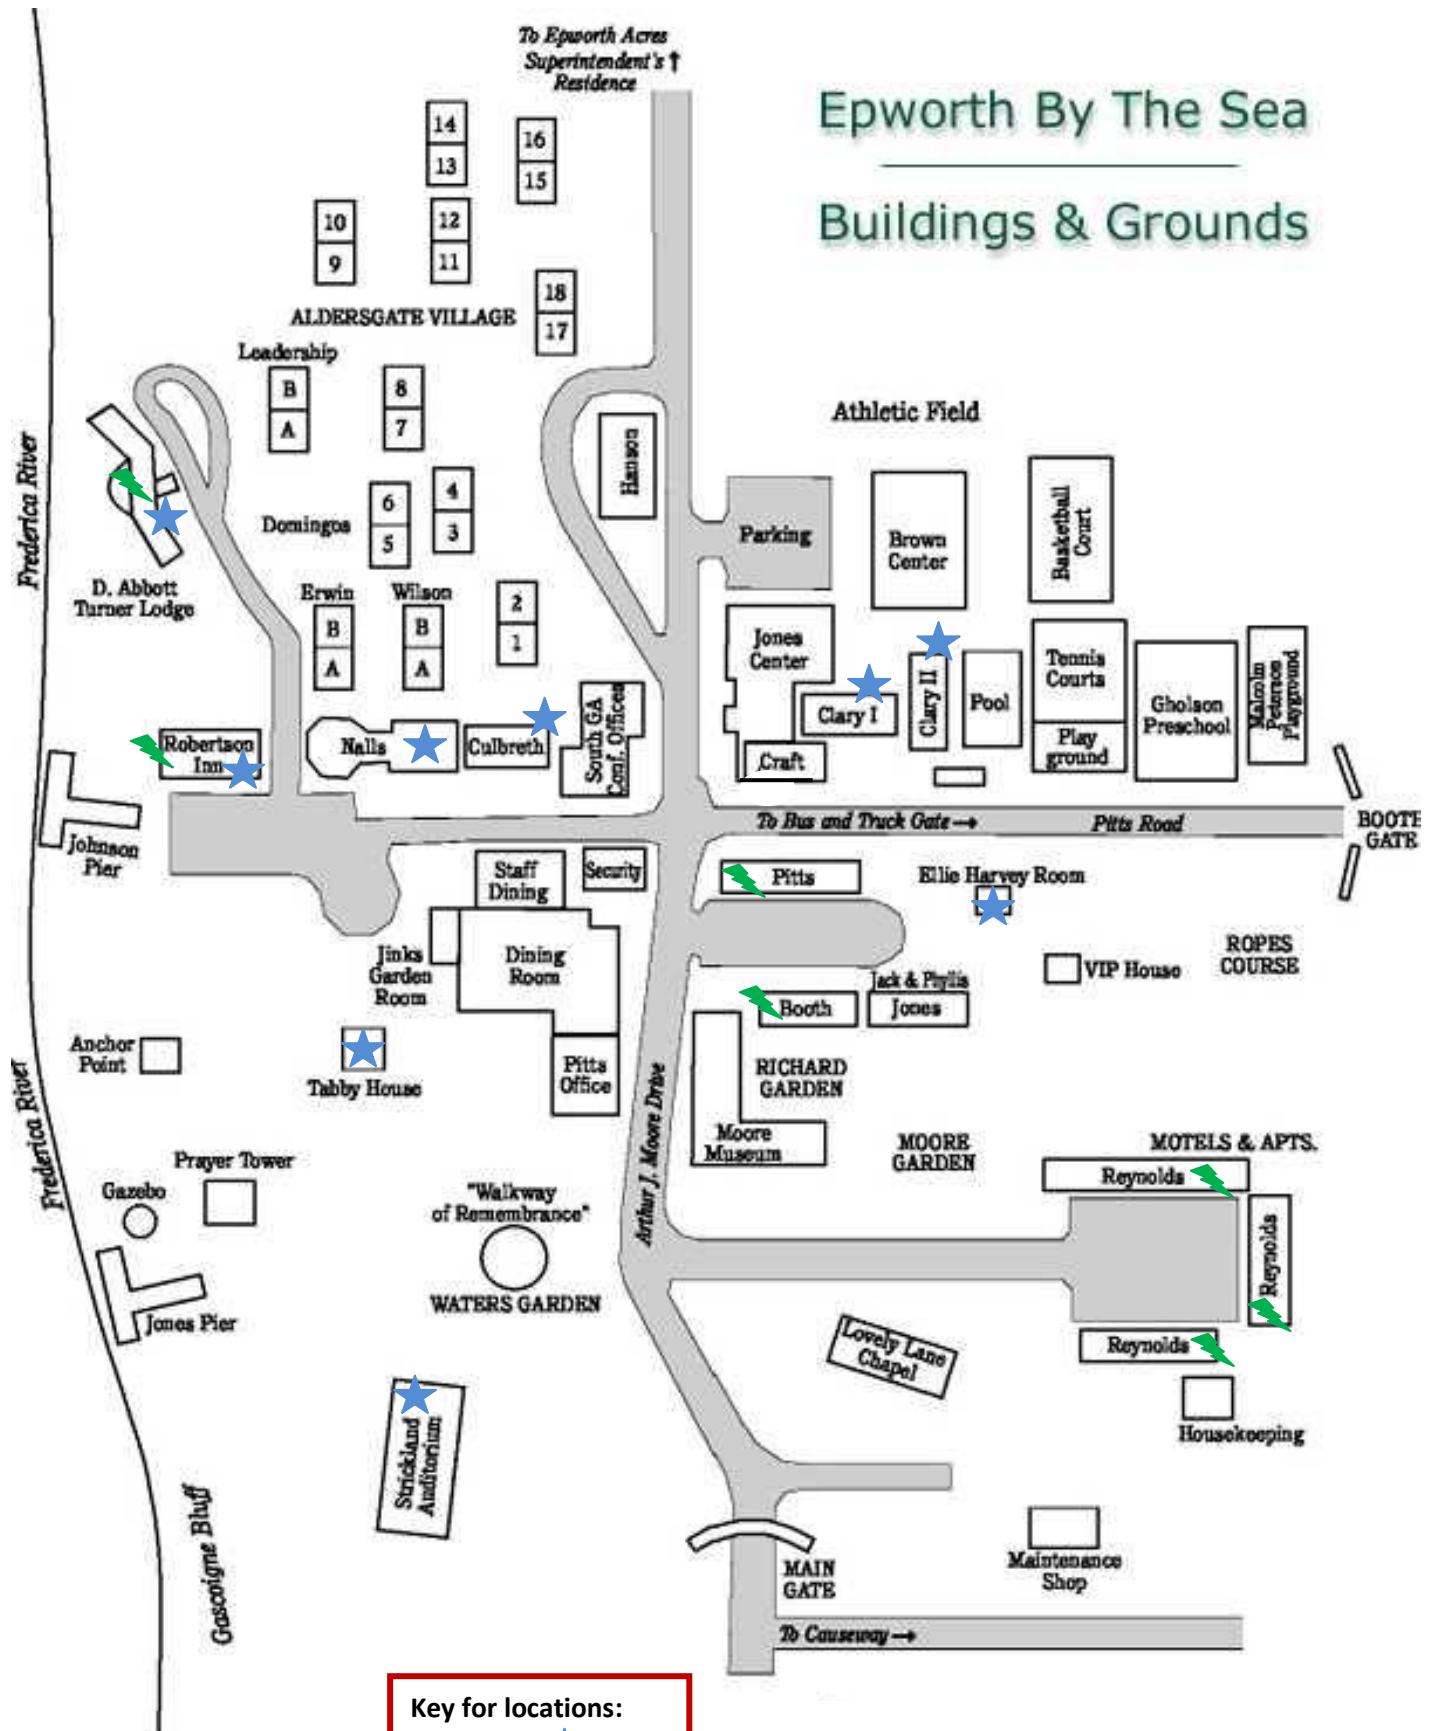 To Epworth Acres
Superintendent's ↑
Residence
Epworth By The Sea
Buildings & Grounds
14
13
16
15
10
9
12
11
18
17
ALDERSGATE VILLAGE
Leadership
B
A
8
7
Hanson
Athletic Field
Frederica River
Domingos
6
5
4
3
Parking
Brown
Center
Basketball
Court
D. Abbott
Turner Lodge
Erwin
B
A
Wilson
B
A
2
1
Jones
Center
Clary I
Clary II
Pool
Tennis
Courts
Play
ground
Gholson
Preschool
Malcolm
Peterson
Playground
Robertson
Inn
Nalls
Culbreth
South GA
Conf. Offices
Craft
Johnson
Pier
To Bus and Truck Gate →
Pitts Road
BOOTH
GATE
Staff
Dining
Security
Pitts
Ellie Harvey Room
Jinks
Garden
Room
Dining
Room
VIP House
ROPES
COURSE
Jack & Phyllis
Jones
Booth
Anchor
Point
Tabby House
Pitts
Office
Arthur J. Moore Drive
RICHARD
GARDEN
Moore
Museum
MOORE
GARDEN
MOTELS & APTS.
Reynolds
Reynolds
Reynolds
Frederica River
Prayer Tower
Gazebo
"Walkway
of Remembrance"
WATERS GARDEN
Jones Pier
Lovely Lane
Chapel
Housekeeping
Strickland
Auditorium
Gascoigne Bluff
MAIN
GATE
Maintenance
Shop
To Causeway →
Key for locations: